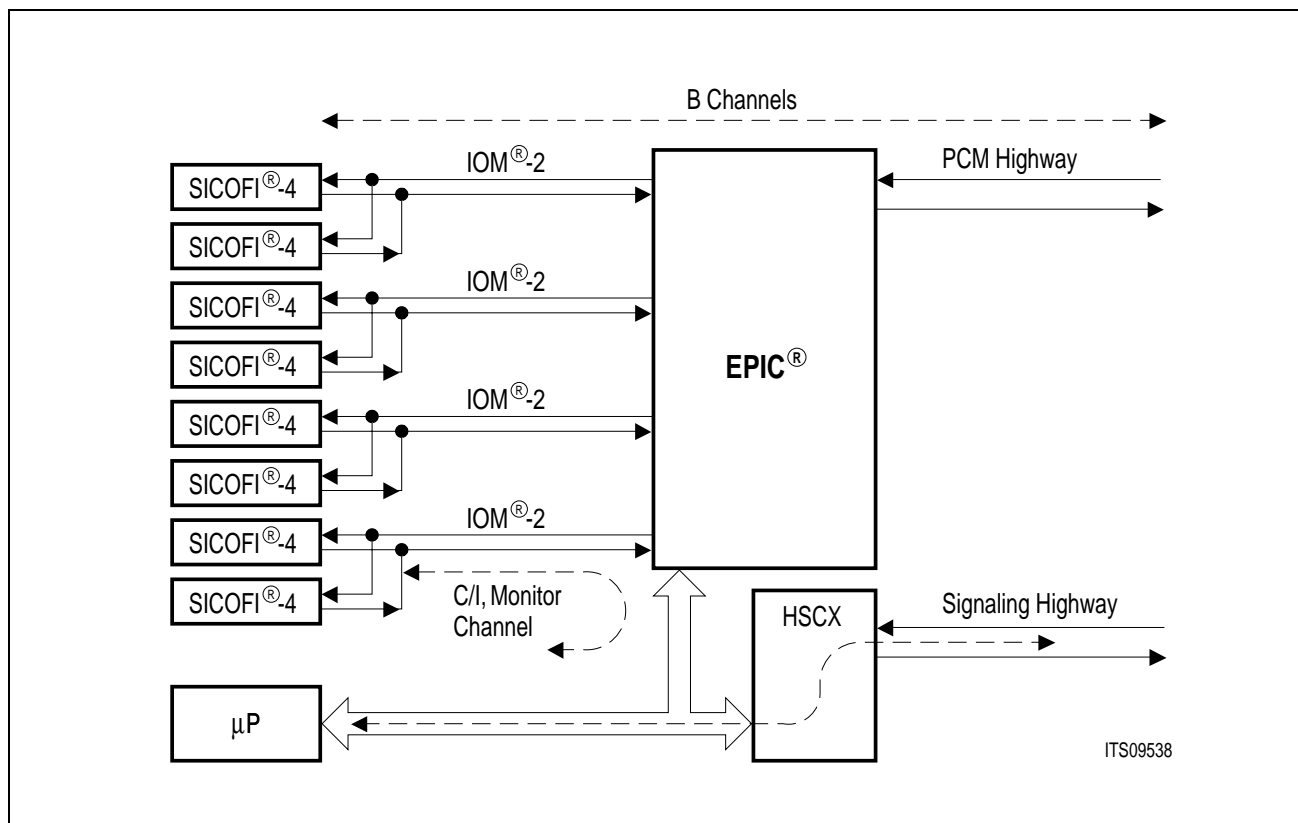 B Channels
IOM®-2
PCM Highway
SICOFI®-4
SICOFI®-4
IOM®-2
SICOFI®-4
SICOFI®-4
EPIC®
IOM®-2
SICOFI®-4
SICOFI®-4
IOM®-2
SICOFI®-4
SICOFI®-4
C/I, Monitor
Channel
HSCX
Signaling Highway
µP
ITS09538